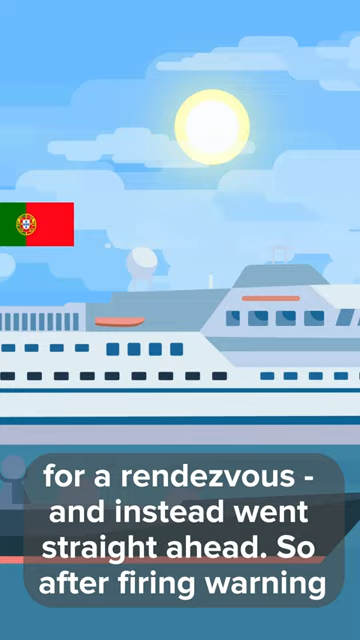 for a rendezvous -
and instead went
straight ahead. So
after firing warning